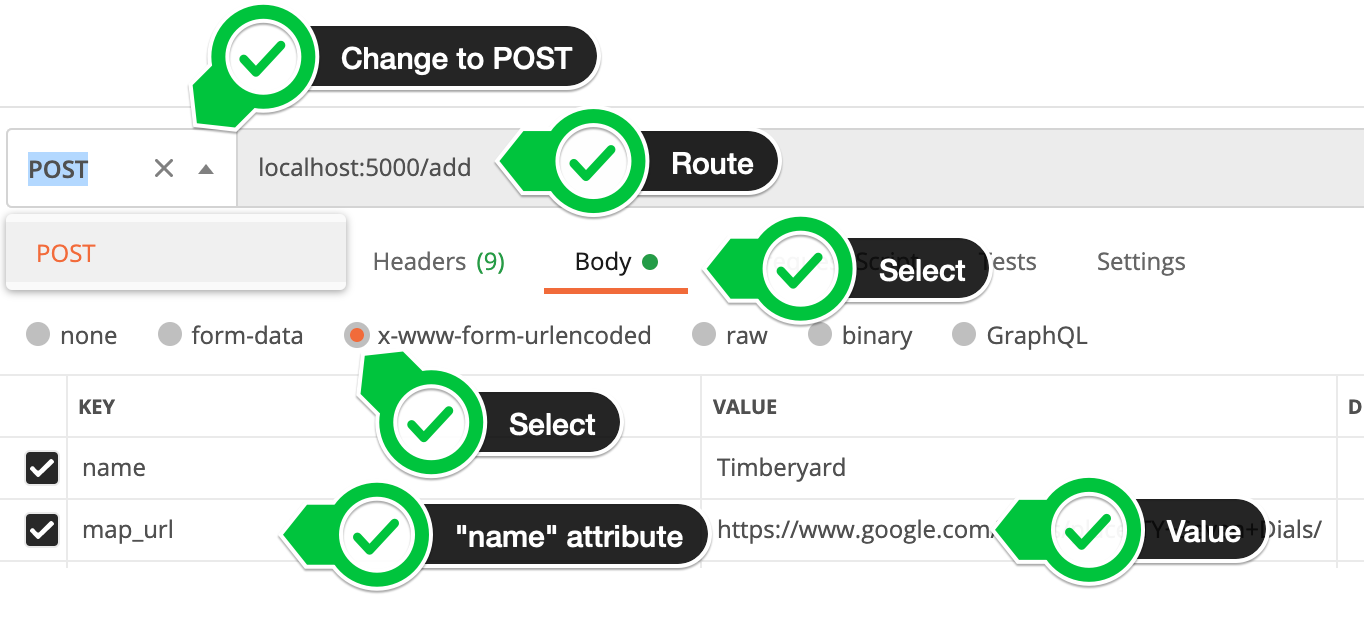 Change to POST
POST
localhost:5000/add
Route
POST
Headers (9)
Body
Select
Tests
Settings
none
form-data
x-www-form-urlencoded
raw
binary
GraphQL
KEY
VALUE
D
Select
name
Timberyard
map_url
"name" attribute
https://www.google.com/
Dials/
Value